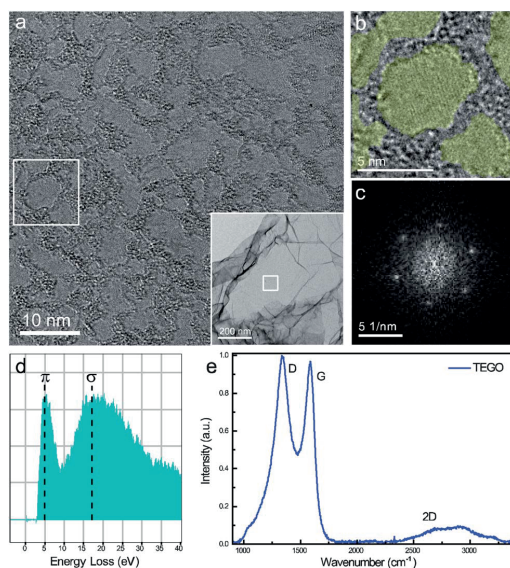 a
10 nm
200 nm
b
5 nm
c
5 1/nm
d
π
σ
0 5 10 15 20 25 30 35 40
Energy Loss (eV)
e
TEGO
D
G
2D
1.0
0.8
0.6
0.4
0.2
0
Intensity (a.u.)
1000 1500 2000 2500 3000
Wavenumber (cm⁻¹)